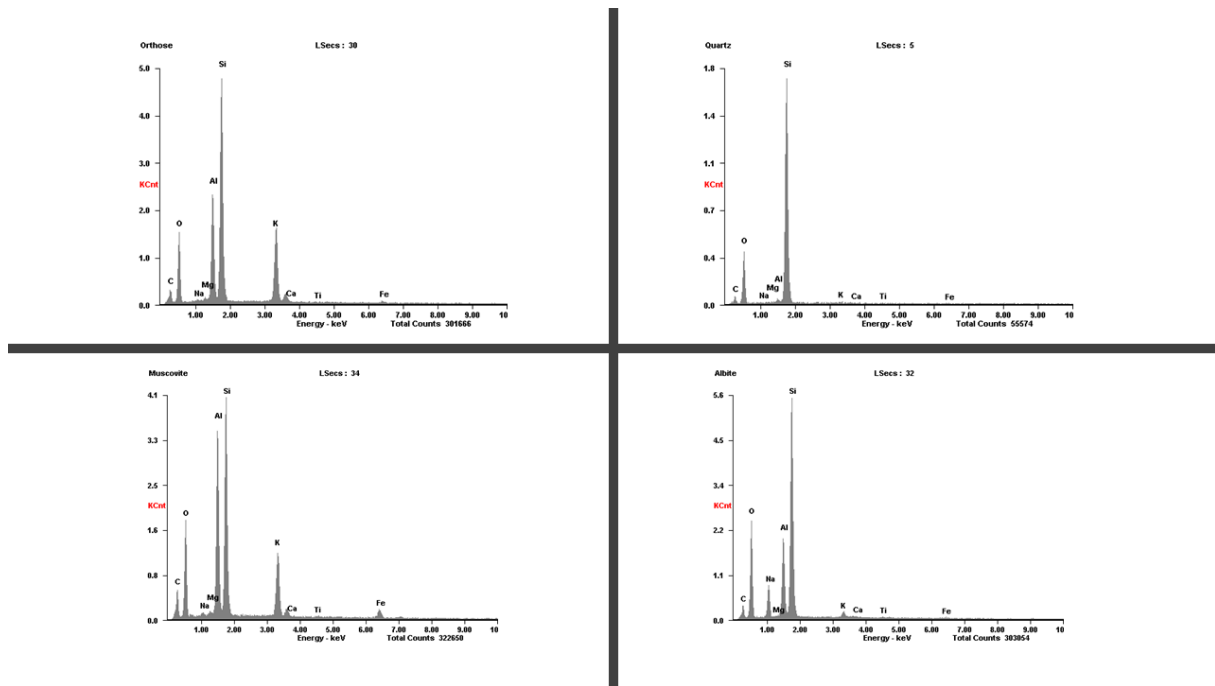 Orthose LSecs : 30
5.0
4.0
3.0
KCnt
2.0
1.0
0.0
C O Na Mg Al Si K Ca Ti Fe
1.00 2.00 3.00 4.00 5.00 6.00 7.00 8.00 9.00 10
Energy - keV Total Counts 301666
Quartz LSecs : 5
1.8
1.4
1.1
KCnt
0.7
0.4
0.0
C O Na Mg Al Si K Ca Ti Fe
1.00 2.00 3.00 4.00 5.00 6.00 7.00 8.00 9.00 10
Energy - keV Total Counts 55574
Muscovite LSecs : 34
4.1
3.3
2.5
KCnt
1.6
0.8
0.0
C O Na Mg Al Si K Ca Ti Fe
1.00 2.00 3.00 4.00 5.00 6.00 7.00 8.00 9.00 10
Energy - keV Total Counts 322650
Albite LSecs : 32
5.6
4.5
3.4
KCnt
2.2
1.1
0.0
C O Na Mg Al Si K Ca Ti Fe
1.00 2.00 3.00 4.00 5.00 6.00 7.00 8.00 9.00 10
Energy - keV Total Counts 303054